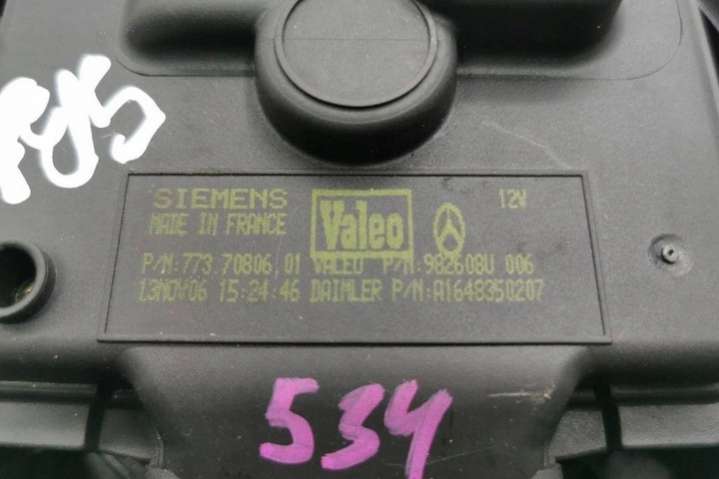 SIEMENS Valeo 12V
MADE IN FRANCE
P/N:773.70806.01 VALEO P/N:982608U 006
13NOV06 15:24:46 DAIMLER P/N:A1648350207
534